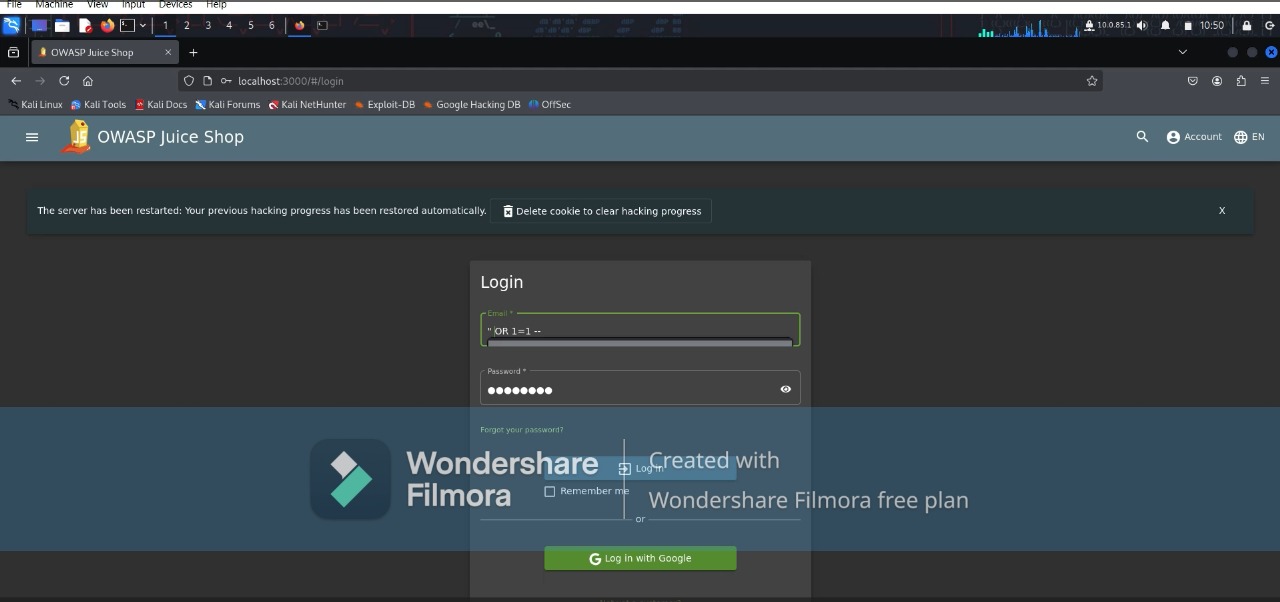 File Machine View Input Devices Help
1 2 3 4 5 6 10.0.85.1 10:50
OWASP Juice Shop
localhost:3000/#/login
Kali Linux Kali Tools Kali Docs Kali Forums Kali NetHunter Exploit-DB Google Hacking DB OffSec
OWASP Juice Shop Account EN
The server has been restarted: Your previous hacking progress has been restored automatically. Delete cookie to clear hacking progress X
Login
Email *
" OR 1=1 --
Password *
Forgot your password?
Log in
Remember me
or
Log in with Google
Wondershare
Filmora
Created with
Wondershare Filmora free plan